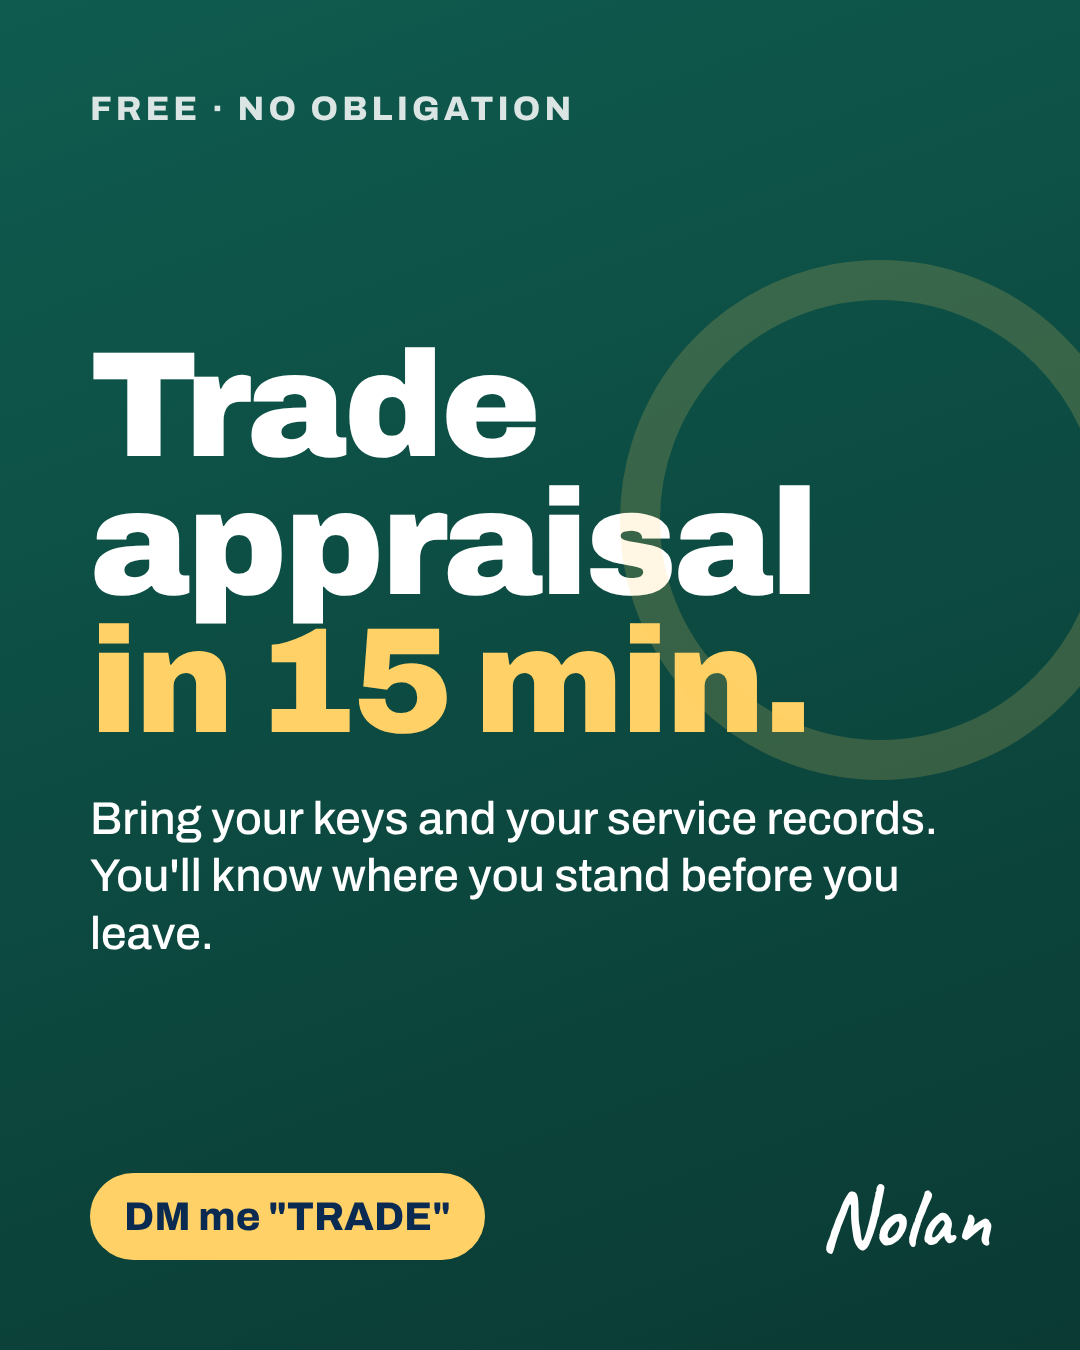 FREE · NO OBLIGATION
Trade
appraisal
in 15 min.
Bring your keys and your service records.
You'll know where you stand before you
leave.
DM me "TRADE"
Nolan